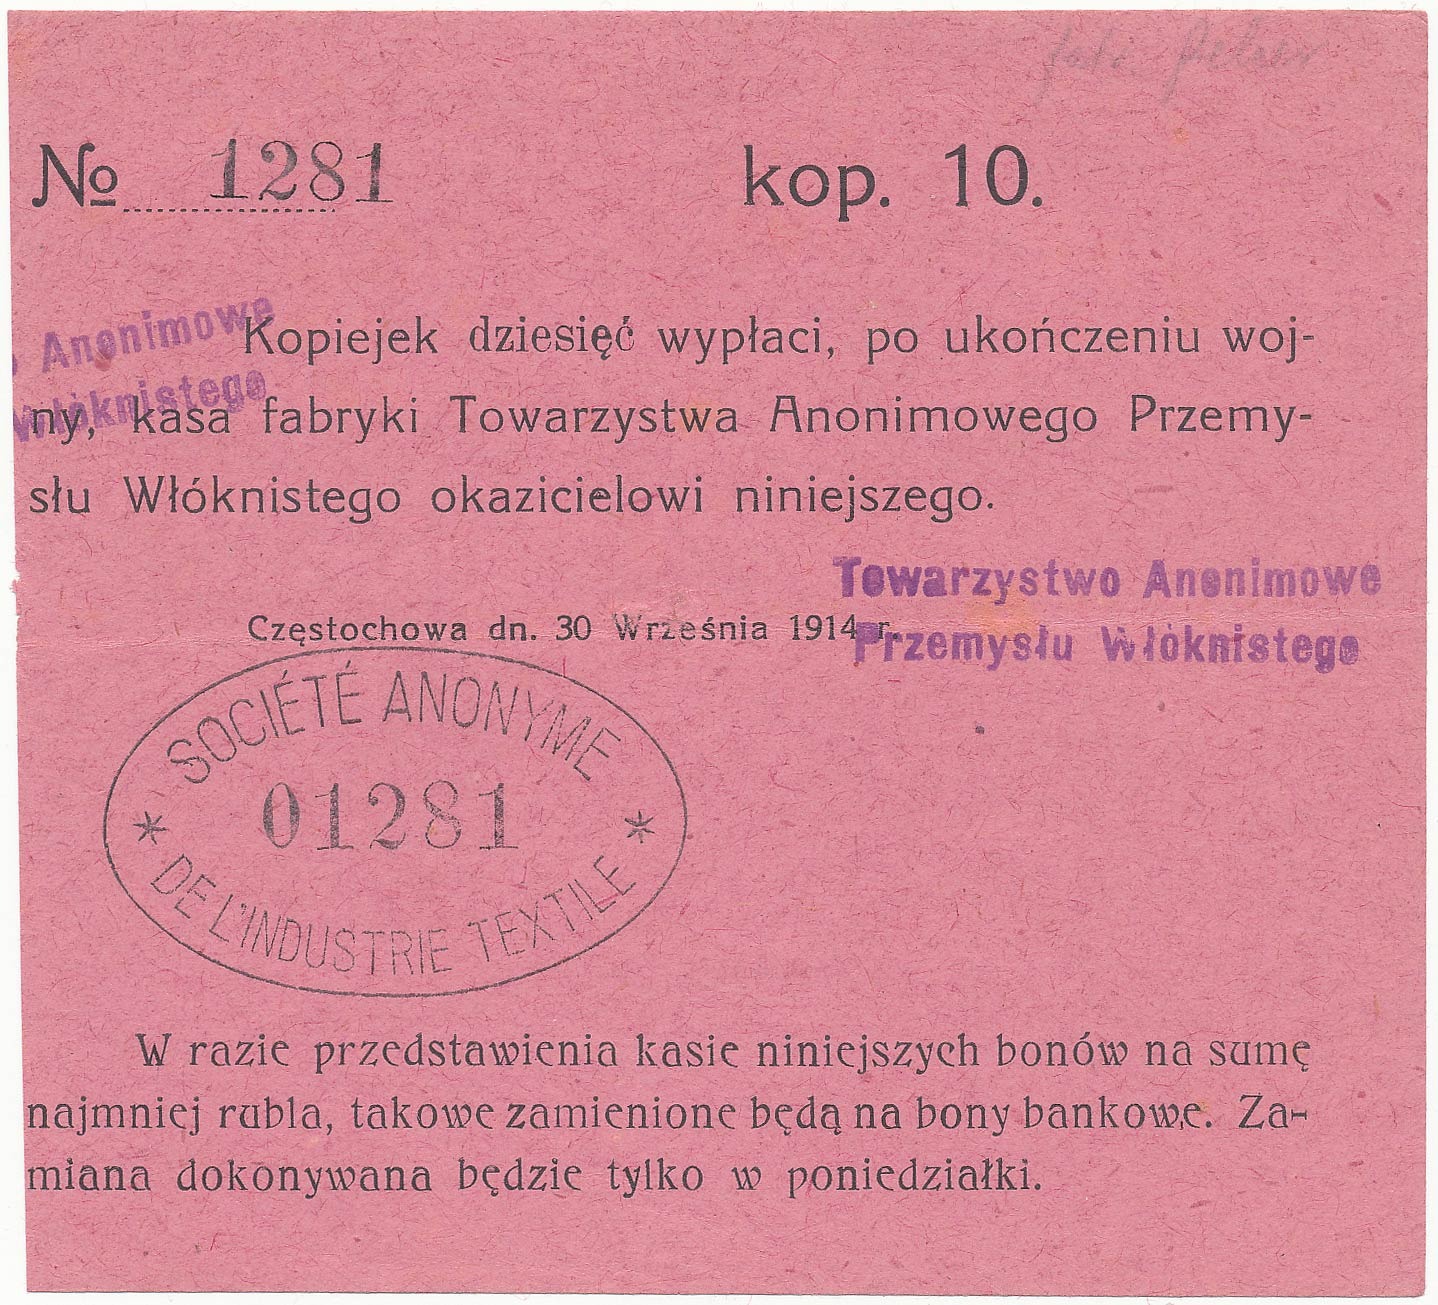 № 1281 kop. 10.
Anonimowe
Włóknistego
Kopiejek dziesięć wypłaci, po ukończeniu woj-
ny, kasa fabryki Towarzystwa Anonimowego Przemy-
słu Włóknistego okazicielowi niniejszego.
Towarzystwo Anonimowe
Przemysłu Włóknistego
Częstochowa dn. 30 Września 1914 r.
SOCIÉTÉ ANONYME
* 01281 *
DE L'INDUSTRIE TEXTILE
W razie przedstawienia kasie niniejszych bonów na sumę
najmniej rubla, takowe zamienione będą na bony bankowe. Za-
miana dokonywana będzie tylko w poniedziałki.